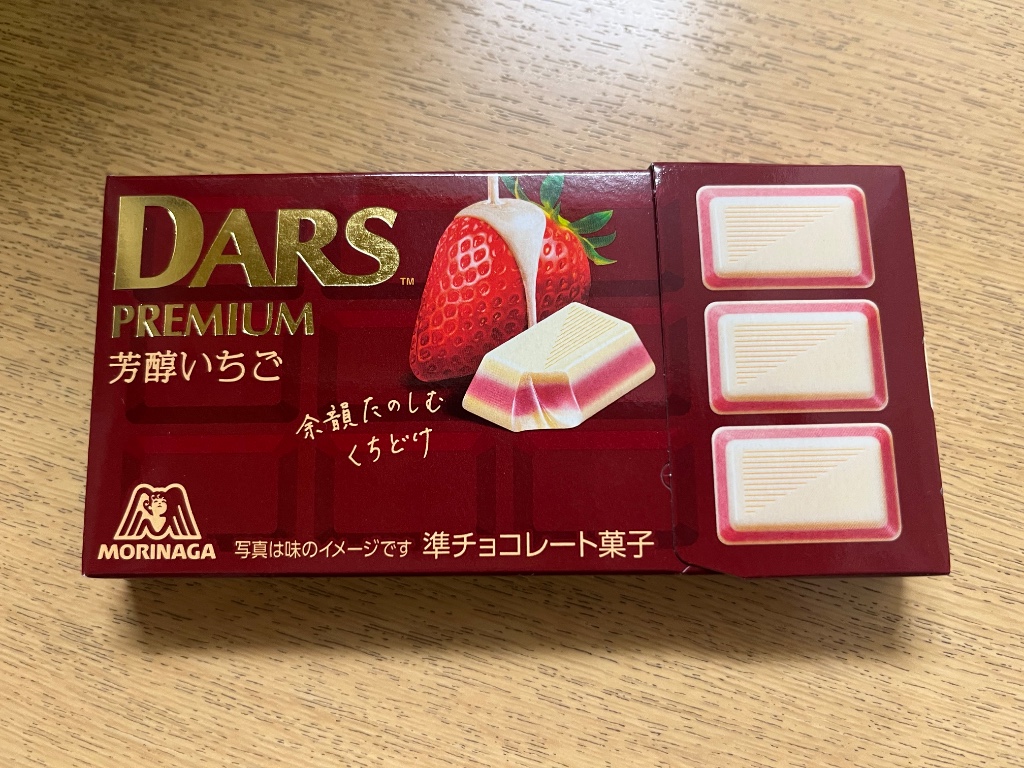 DARS™
PREMIUM
芳醇いちご
余韻たのしむ
くちどけ
MORINAGA
写真は味のイメージです 準チョコレート菓子